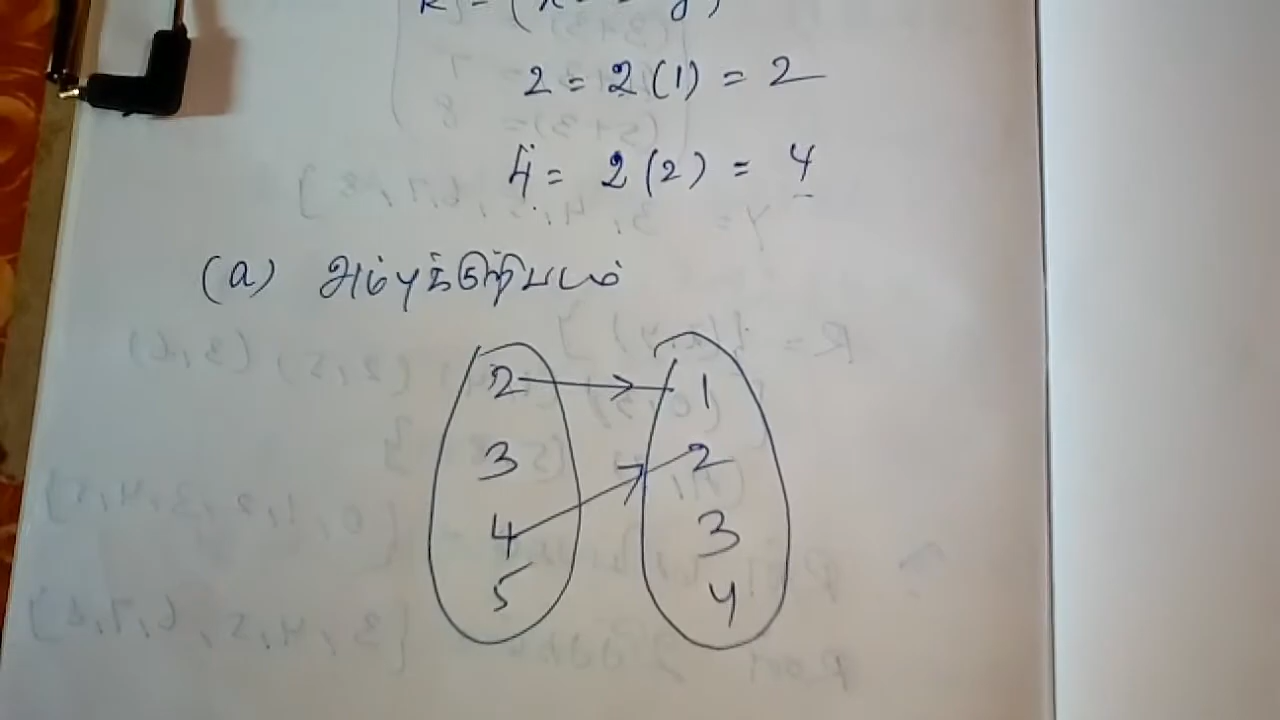 2 = 2 (1) = 2
4 = 2 (2) = 4
(a) அம்புக்குறிபடம்
2 1
3 2
4 3
5 4